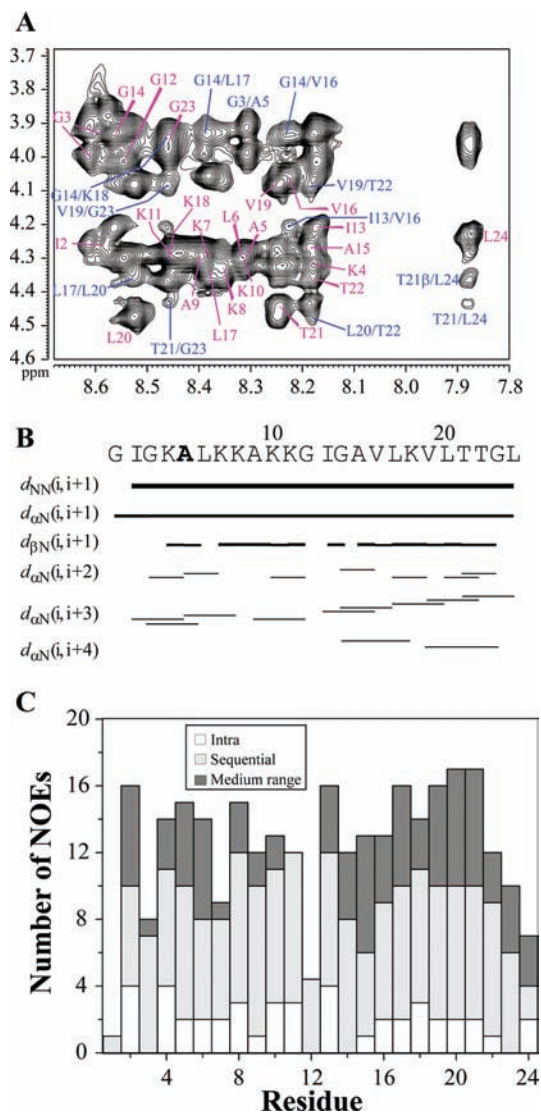 A
3.7
3.8
3.9
4.0
4.1
4.2
4.3
4.4
4.5
4.6
ppm
8.6 8.5 8.4 8.3 8.2 8.1 8.0 7.9 7.8
G12
G14/L17
G14/V16
G14
G3/A5
G3
G23
G14/K18
V19/G23
V19
V16
V19/T22
K18
K11
K7
L6
A5
I13/V16
I13
I2
A15
L24
K4
L17/L20
A9
K8
K10
T22
T21β/L24
L17
T21/L24
L20
T21/G23
T21
L20/T22
B
10 20
GIGKALKKAKKGIGAVLKVLTTGL
dNN(i, i+1)
dαN(i, i+1)
dβN(i, i+1)
dαN(i, i+2)
dαN(i, i+3)
dαN(i, i+4)
C
20
16
12
8
4
0
Number of NOEs
Intra
Sequential
Medium range
4 8 12 16 20 24
Residue